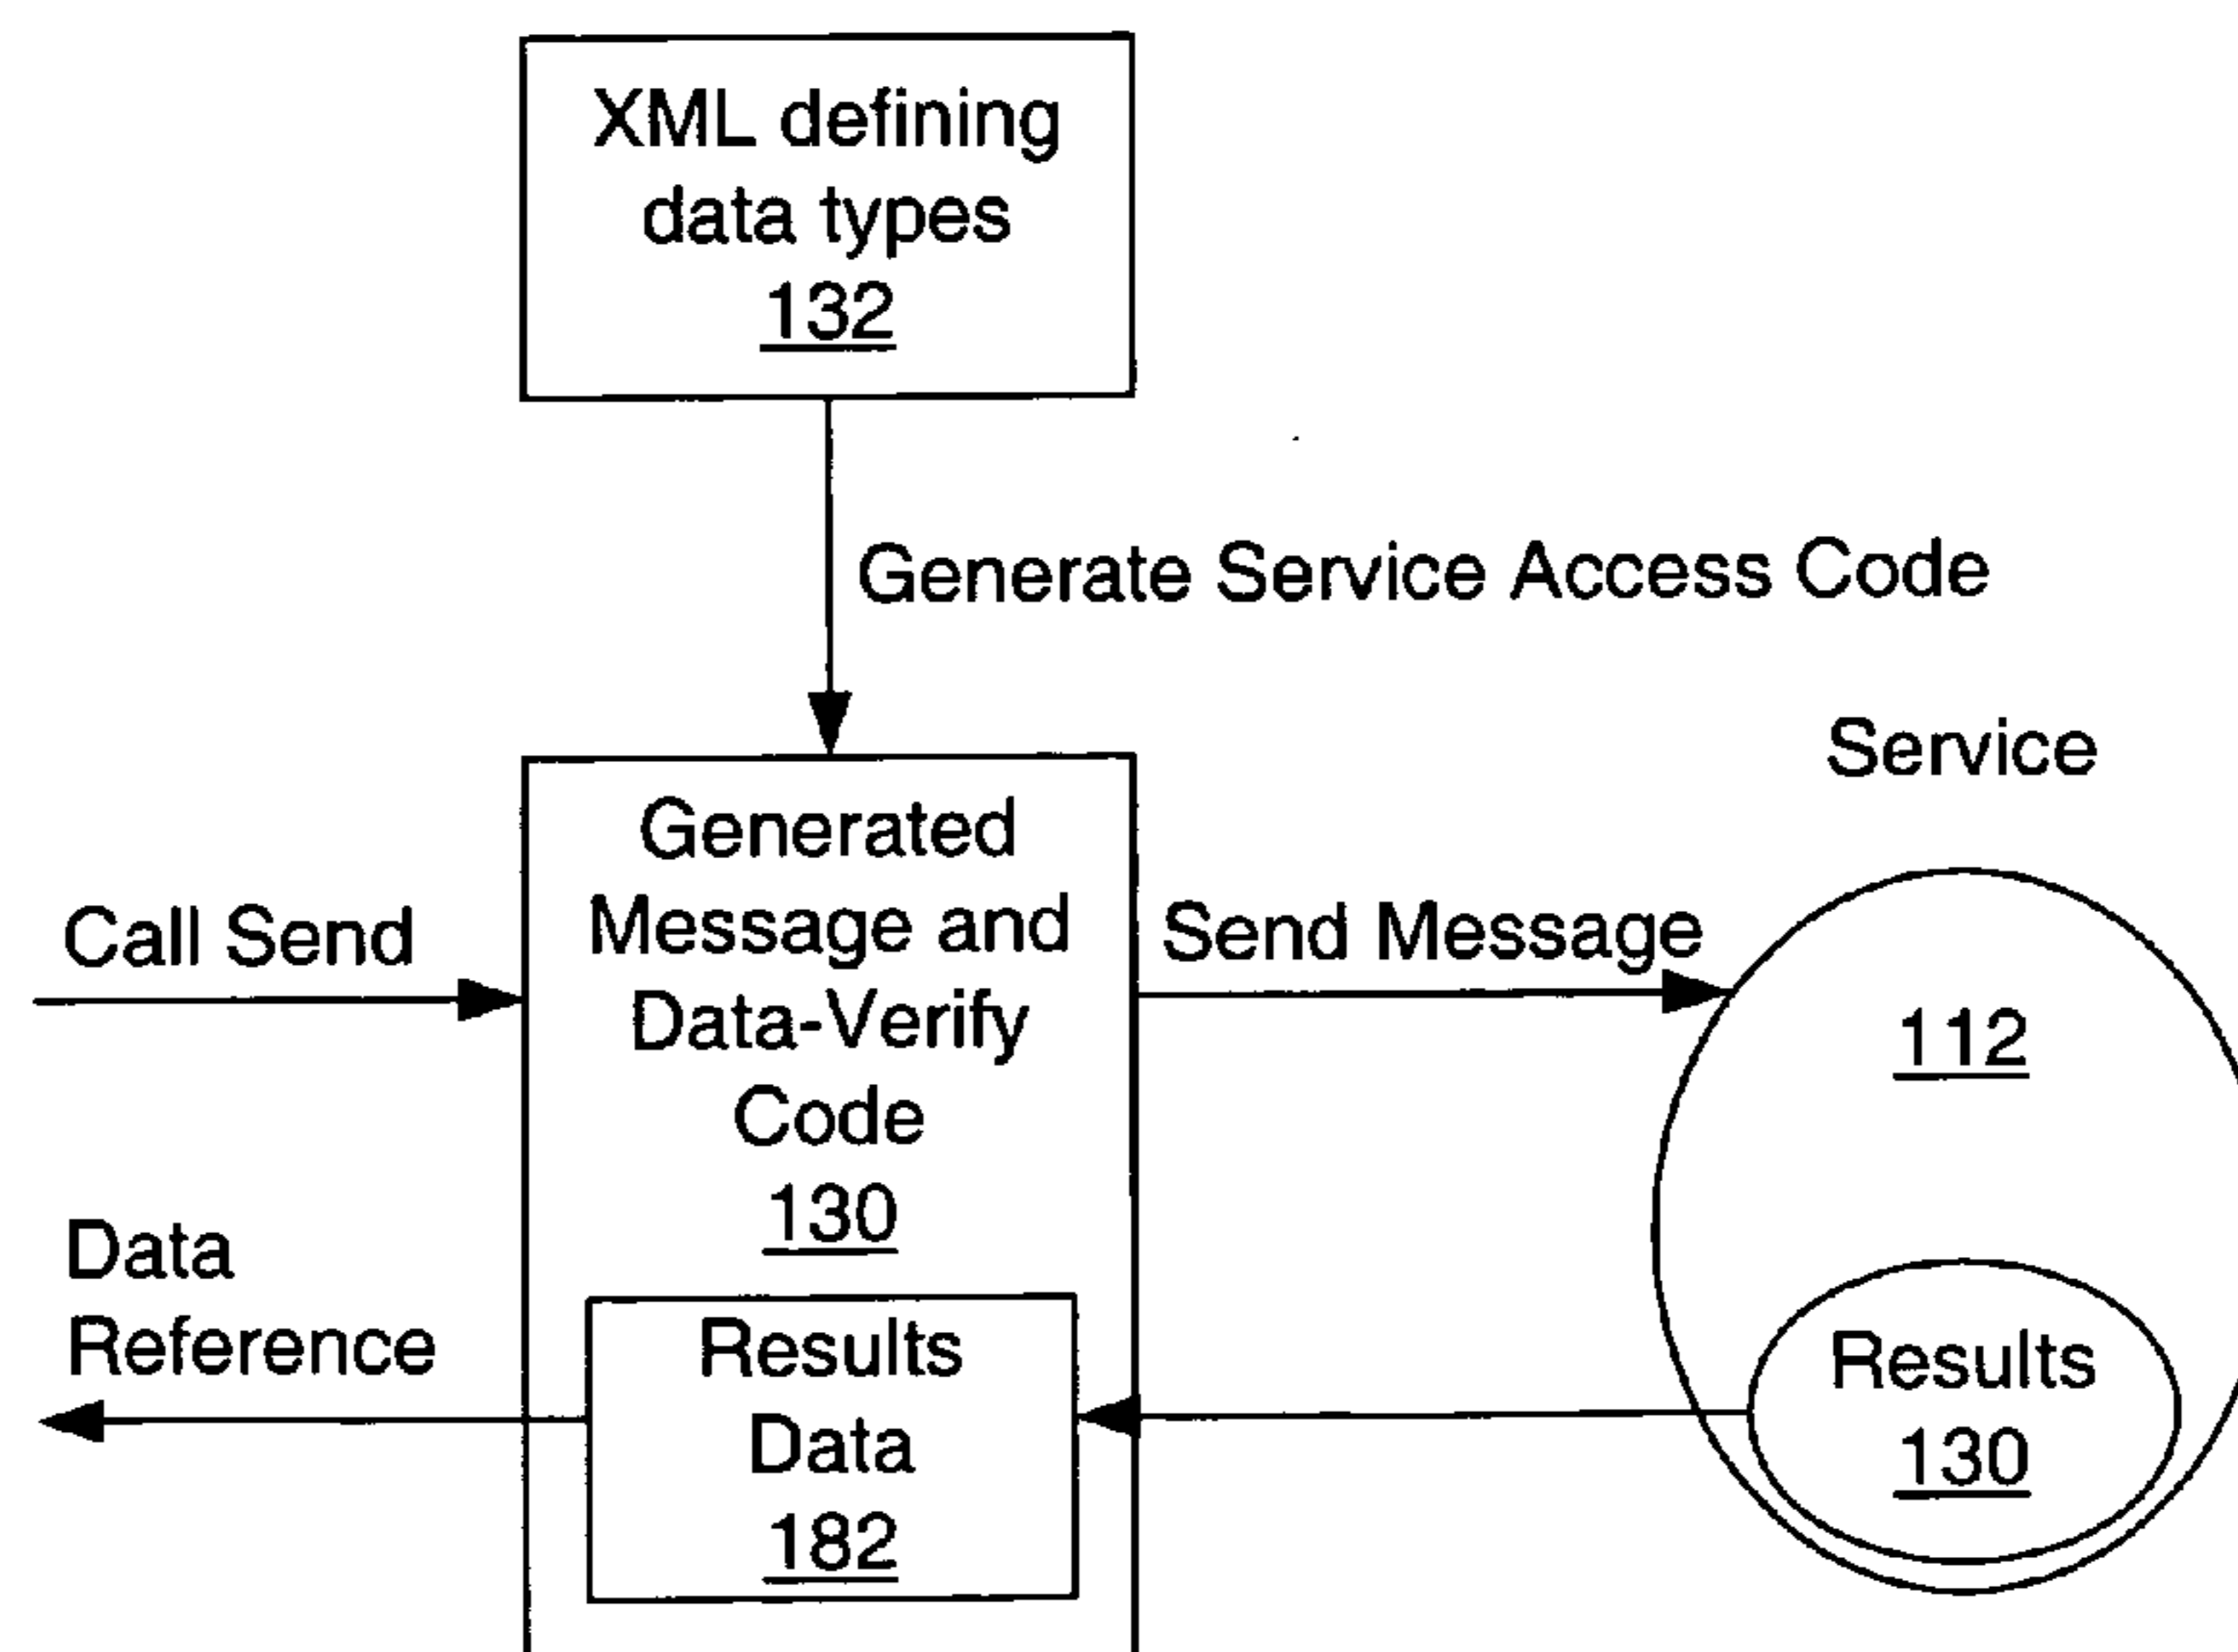 XML defining
data types
132
Generate Service Access Code
Service
Generated
Message and
Data-Verify
Code
130
Call Send
Send Message
112
Data
Reference
Results
Data
182
Results
130